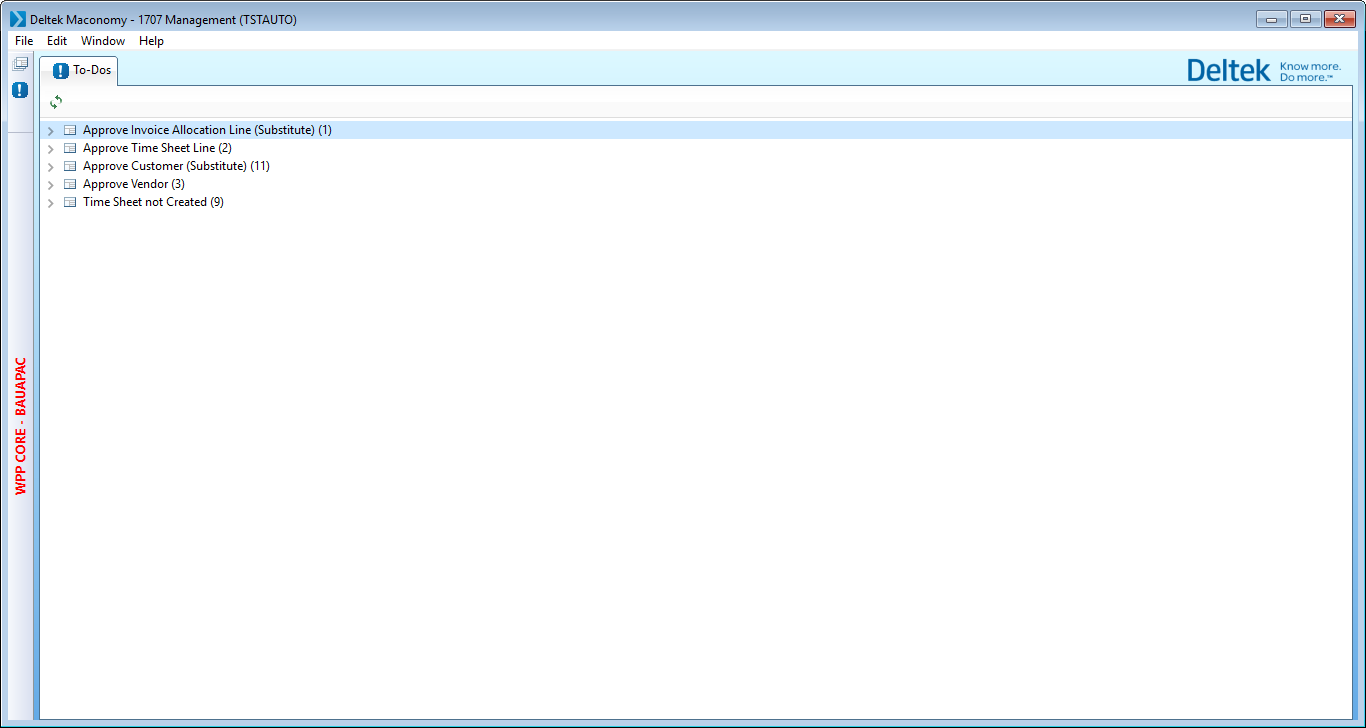 Deltek Maconomy - 1707 Management (TSTAUTO)
File Edit Window Help
To-Dos
Deltek Know more.
Do more.™
Approve Invoice Allocation Line (Substitute) (1)
Approve Time Sheet Line (2)
Approve Customer (Substitute) (11)
Approve Vendor (3)
Time Sheet not Created (9)
WPP CORE - BAUAPAC